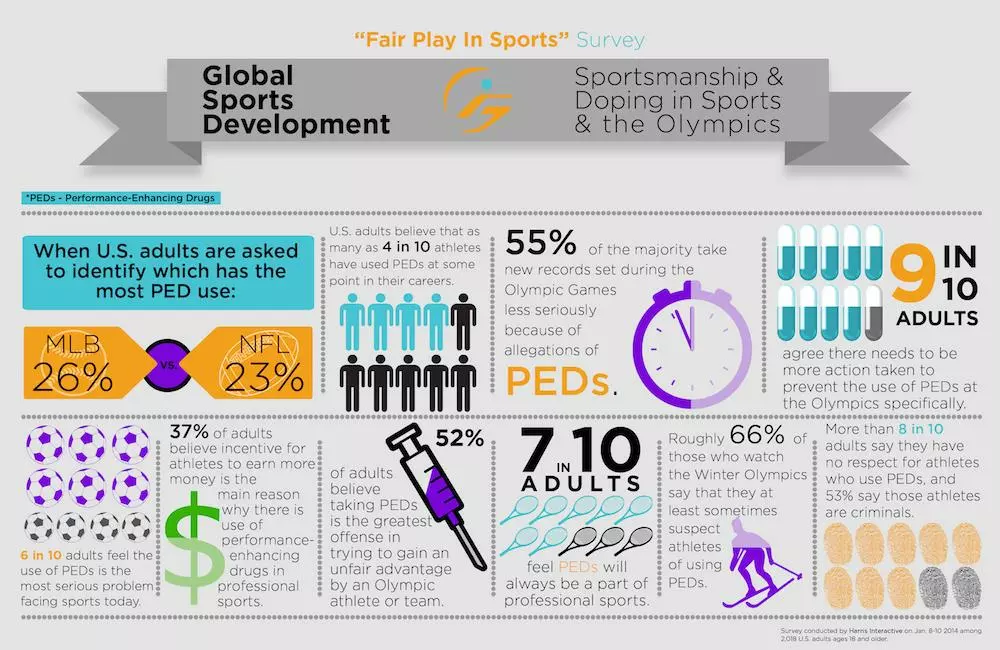 “Fair Play In Sports” Survey
Global
Sports
Development
Sportsmanship &
Doping in Sports
& the Olympics
*PEDs - Performance-Enhancing Drugs
When U.S. adults are asked
to identify which has the
most PED use:
MLB
26%
VS.
NFL
23%
U.S. adults believe that as
many as 4 in 10 athletes
have used PEDs at some
point in their careers.
55% of the majority take
new records set during the
Olympic Games
less seriously
because of
allegations of
PEDs.
9 IN
10
ADULTS
agree there needs to be
more action taken to
prevent the use of PEDs at
the Olympics specifically.
6 in 10 adults feel the
use of PEDs is the
most serious problem
facing sports today.
37% of adults
believe incentive for
athletes to earn more
money is the
main reason
why there is
use of
performance-
enhancing
drugs in
professional
sports.
$
52%
of adults
believe
taking PEDs
is the greatest
offense in
trying to gain an
unfair advantage
by an Olympic
athlete or team.
7 IN 10
ADULTS
feel PEDs will
always be a part of
professional sports.
Roughly 66% of
those who watch
the Winter Olympics
say that they at
least sometimes
suspect
athletes
of using
PEDs.
More than 8 in 10
adults say they have
no respect for athletes
who use PEDs, and
53% say those athletes
are criminals.
Survey conducted by Harris Interactive on Jan. 8-10 2014 among
2,018 U.S. adults ages 18 and older.